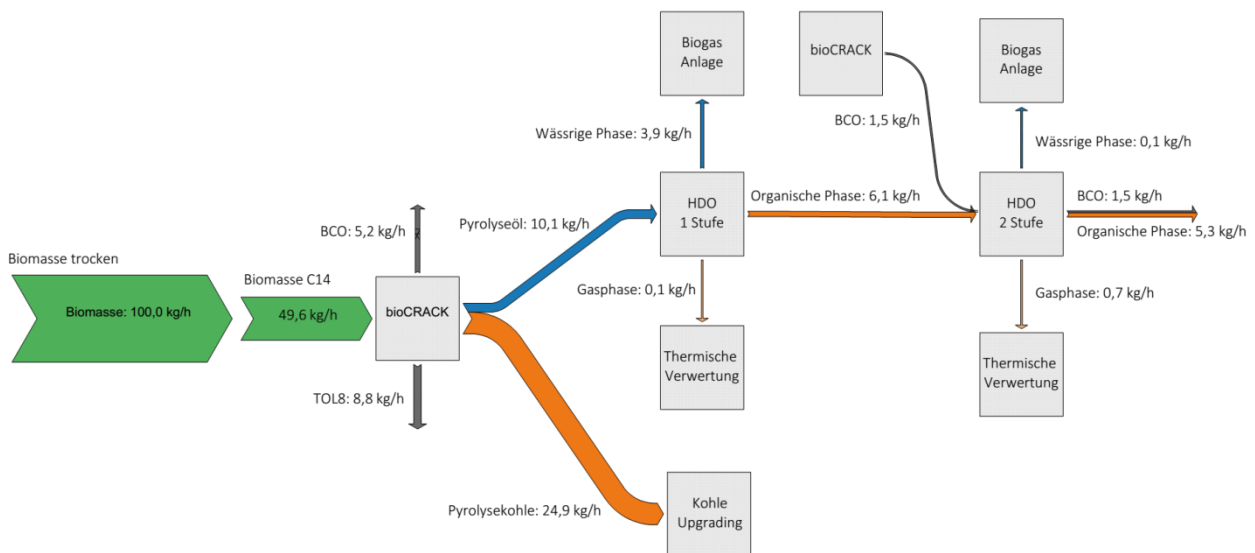 Biogas
Anlage
bioCRACK
Biogas
Anlage
BCO: 1,5 kg/h
Wässrige Phase: 3,9 kg/h
Wässrige Phase: 0,1 kg/h
HDO
1 Stufe
Organische Phase: 6,1 kg/h
HDO
2 Stufe
BCO: 1,5 kg/h
Organische Phase: 5,3 kg/h
Pyrolyseöl: 10,1 kg/h
BCO: 5,2 kg/h
Biomasse trocken
Biomasse C14
Biomasse: 100,0 kg/h
49,6 kg/h
bioCRACK
Gasphase: 0,1 kg/h
Gasphase: 0,7 kg/h
Thermische
Verwertung
Thermische
Verwertung
TOL8: 8,8 kg/h
Pyrolysekohle: 24,9 kg/h
Kohle
Upgrading